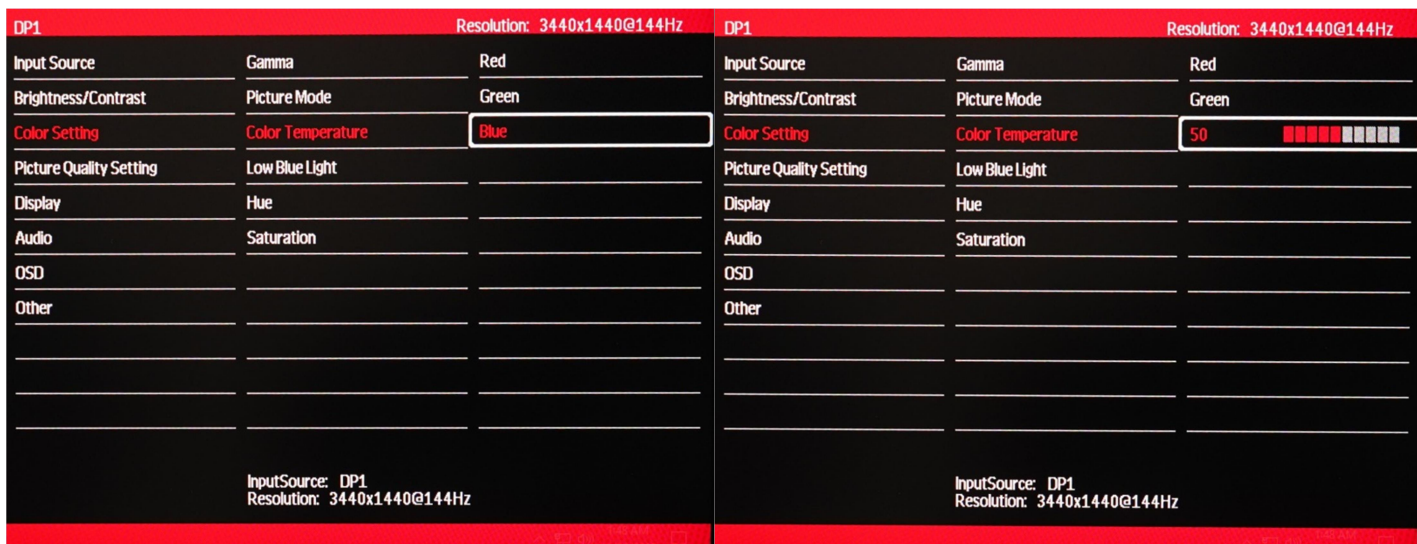 DP1 Resolution: 3440x1440@144Hz
Input Source Gamma Red
Brightness/Contrast Picture Mode Green
Color Setting Color Temperature Blue
Picture Quality Setting Low Blue Light
Display Hue
Audio Saturation
OSD
Other
InputSource: DP1
Resolution: 3440x1440@144Hz
DP1 Resolution: 3440x1440@144Hz
Input Source Gamma Red
Brightness/Contrast Picture Mode Green
Color Setting Color Temperature 50
Picture Quality Setting Low Blue Light
Display Hue
Audio Saturation
OSD
Other
InputSource: DP1
Resolution: 3440x1440@144Hz